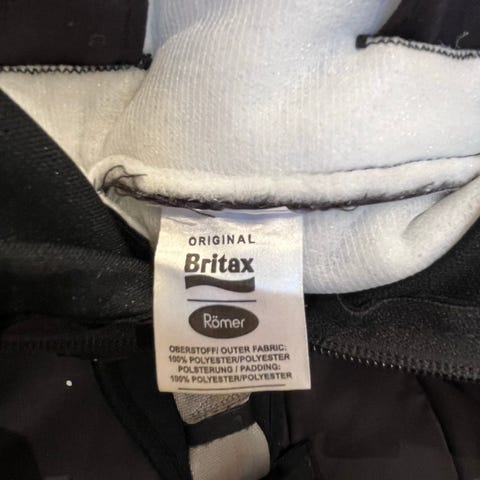 ORIGINAL
Britax
Römer
OBERSTOFF/ OUTER FABRIC:
100% POLYESTER/POLYESTER
POLSTERUNG / PADDING:
100% POLYESTER/POLYESTER